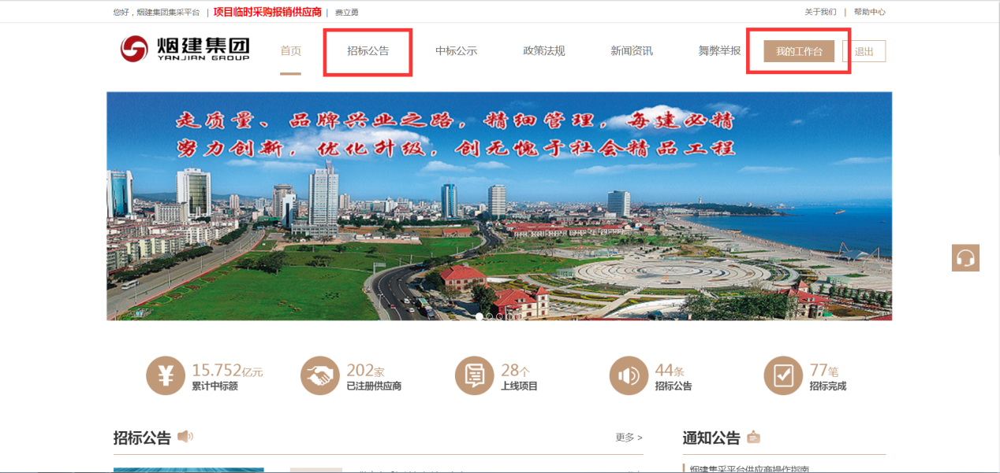 您好，烟建集团集采平台 | 项目临时采购报销供应商 | 费立勇
关于我们 | 帮助中心
烟建集团
YANJIAN GROUP
首页 招标公告 中标公示 政策法规 新闻资讯 舞弊举报 我的工作台 退出
走质量、品牌兴业之路，精细管理，每建必精
努力创新，优化升级，创无愧于社会精品工程
15.752亿元 202家 28个 44条 77笔
累计中标额 已注册供应商 上线项目 招标公告 招标完成
招标公告 更多 > 通知公告
烟建集采平台供应商操作指南